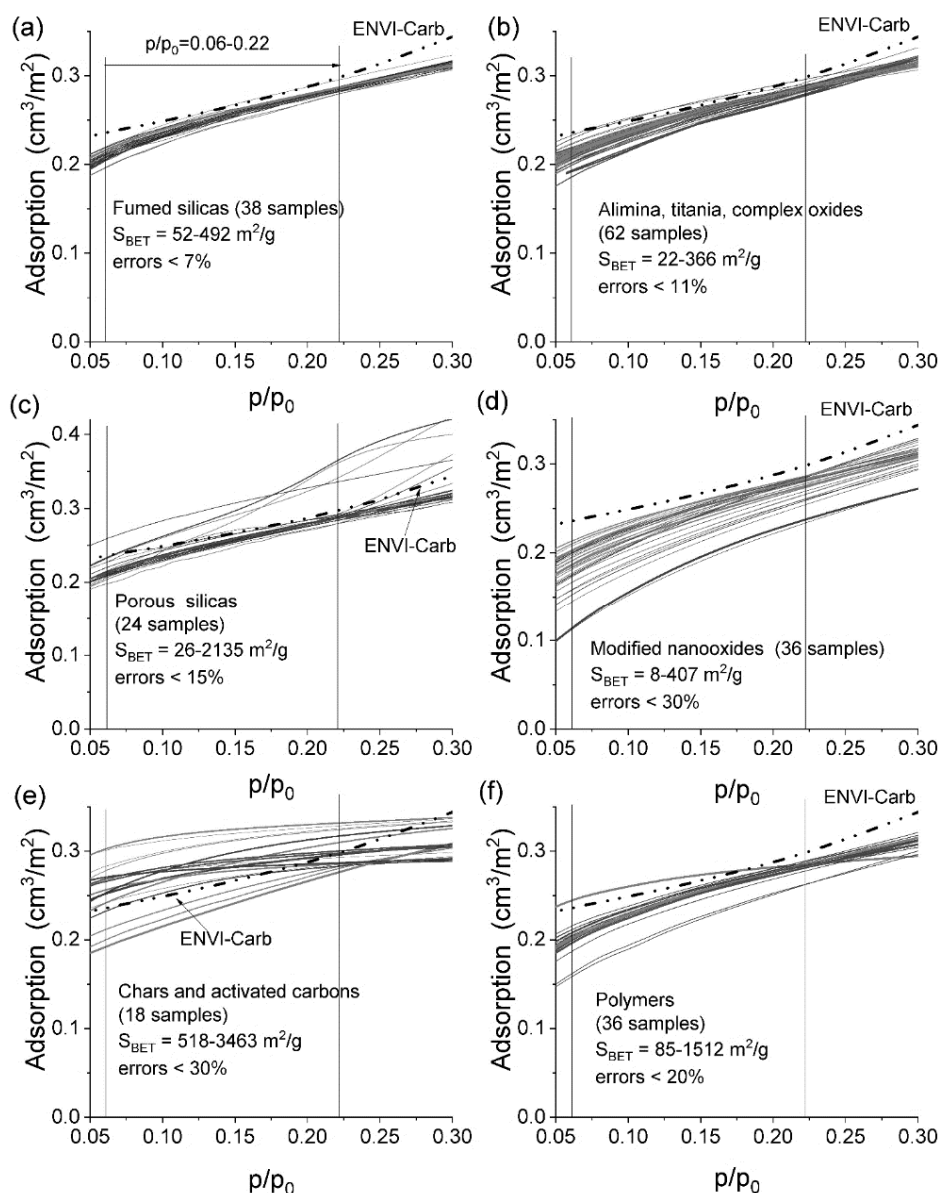 (a)
ENVI-Carb
p/p₀=0.06-0.22
0.3
0.2
0.1
0.0
Adsorption (cm³/m²)
Fumed silicas (38 samples)
S_BET = 52-492 m²/g
errors < 7%
0.05 0.10 0.15 0.20 0.25 0.30
p/p₀
(b)
ENVI-Carb
0.3
0.2
0.1
0.0
Adsorption (cm³/m²)
Alimina, titania, complex oxides
(62 samples)
S_BET = 22-366 m²/g
errors < 11%
0.05 0.10 0.15 0.20 0.25 0.30
p/p₀
(c)
0.4
0.3
0.2
0.1
0.0
Adsorption (cm³/m²)
ENVI-Carb
Porous silicas
(24 samples)
S_BET = 26-2135 m²/g
errors < 15%
0.05 0.10 0.15 0.20 0.25 0.30
p/p₀
(d)
ENVI-Carb
0.3
0.2
0.1
0.0
Adsorption (cm³/m²)
Modified nanooxides (36 samples)
S_BET = 8-407 m²/g
errors < 30%
0.05 0.10 0.15 0.20 0.25 0.30
p/p₀
(e)
0.3
0.2
0.1
0.0
Adsorption (cm³/m²)
ENVI-Carb
Chars and activated carbons
(18 samples)
S_BET = 518-3463 m²/g
errors < 30%
0.05 0.10 0.15 0.20 0.25 0.30
p/p₀
(f)
ENVI-Carb
0.3
0.2
0.1
0.0
Adsorption (cm³/m²)
Polymers
(36 samples)
S_BET = 85-1512 m²/g
errors < 20%
0.05 0.10 0.15 0.20 0.25 0.30
p/p₀